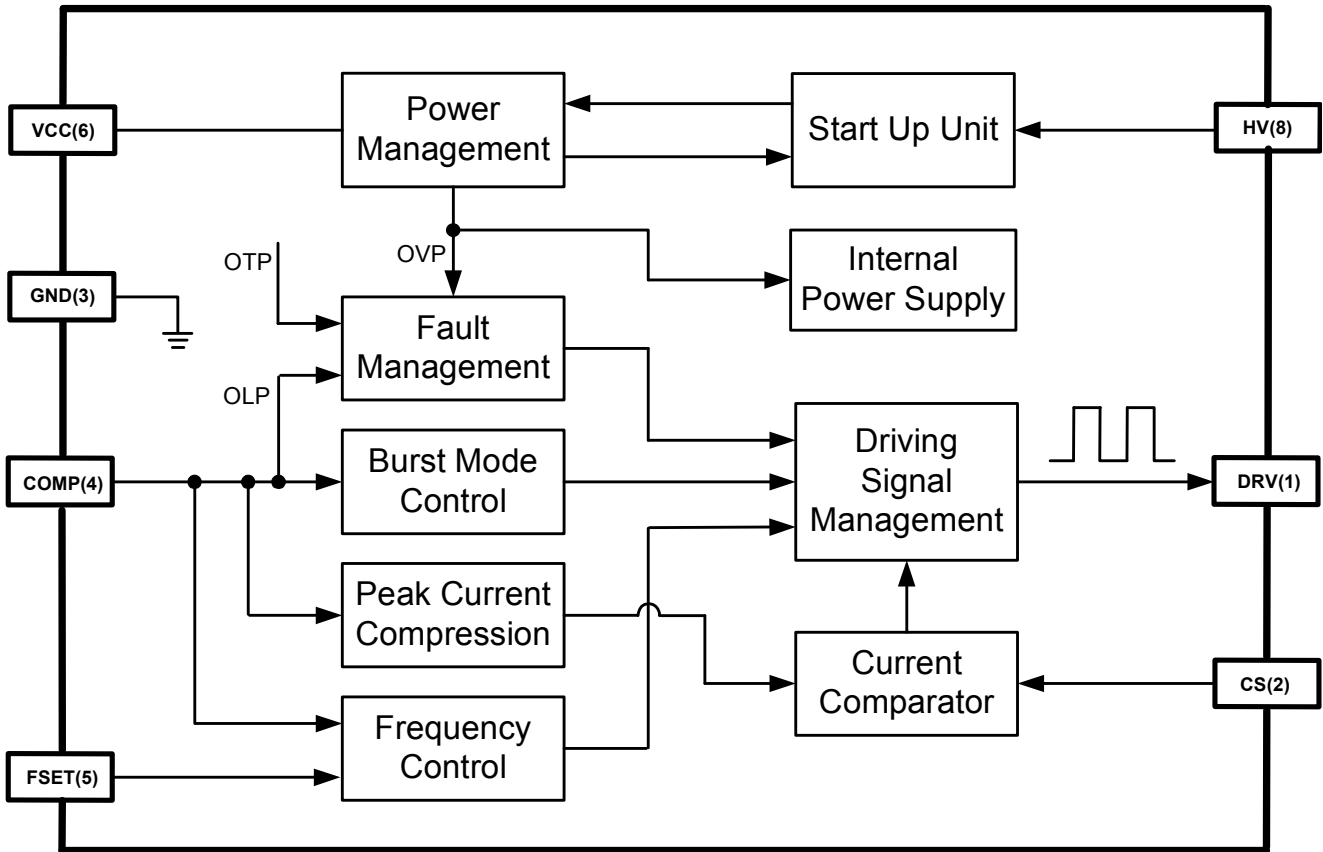 Power
Management
Start Up Unit
VCC(6)
HV(8)
OTP
OVP
Internal
Power Supply
GND(3)
Fault
Management
OLP
COMP(4)
Burst Mode
Control
Driving
Signal
Management
DRV(1)
Peak Current
Compression
Current
Comparator
CS(2)
Frequency
Control
FSET(5)